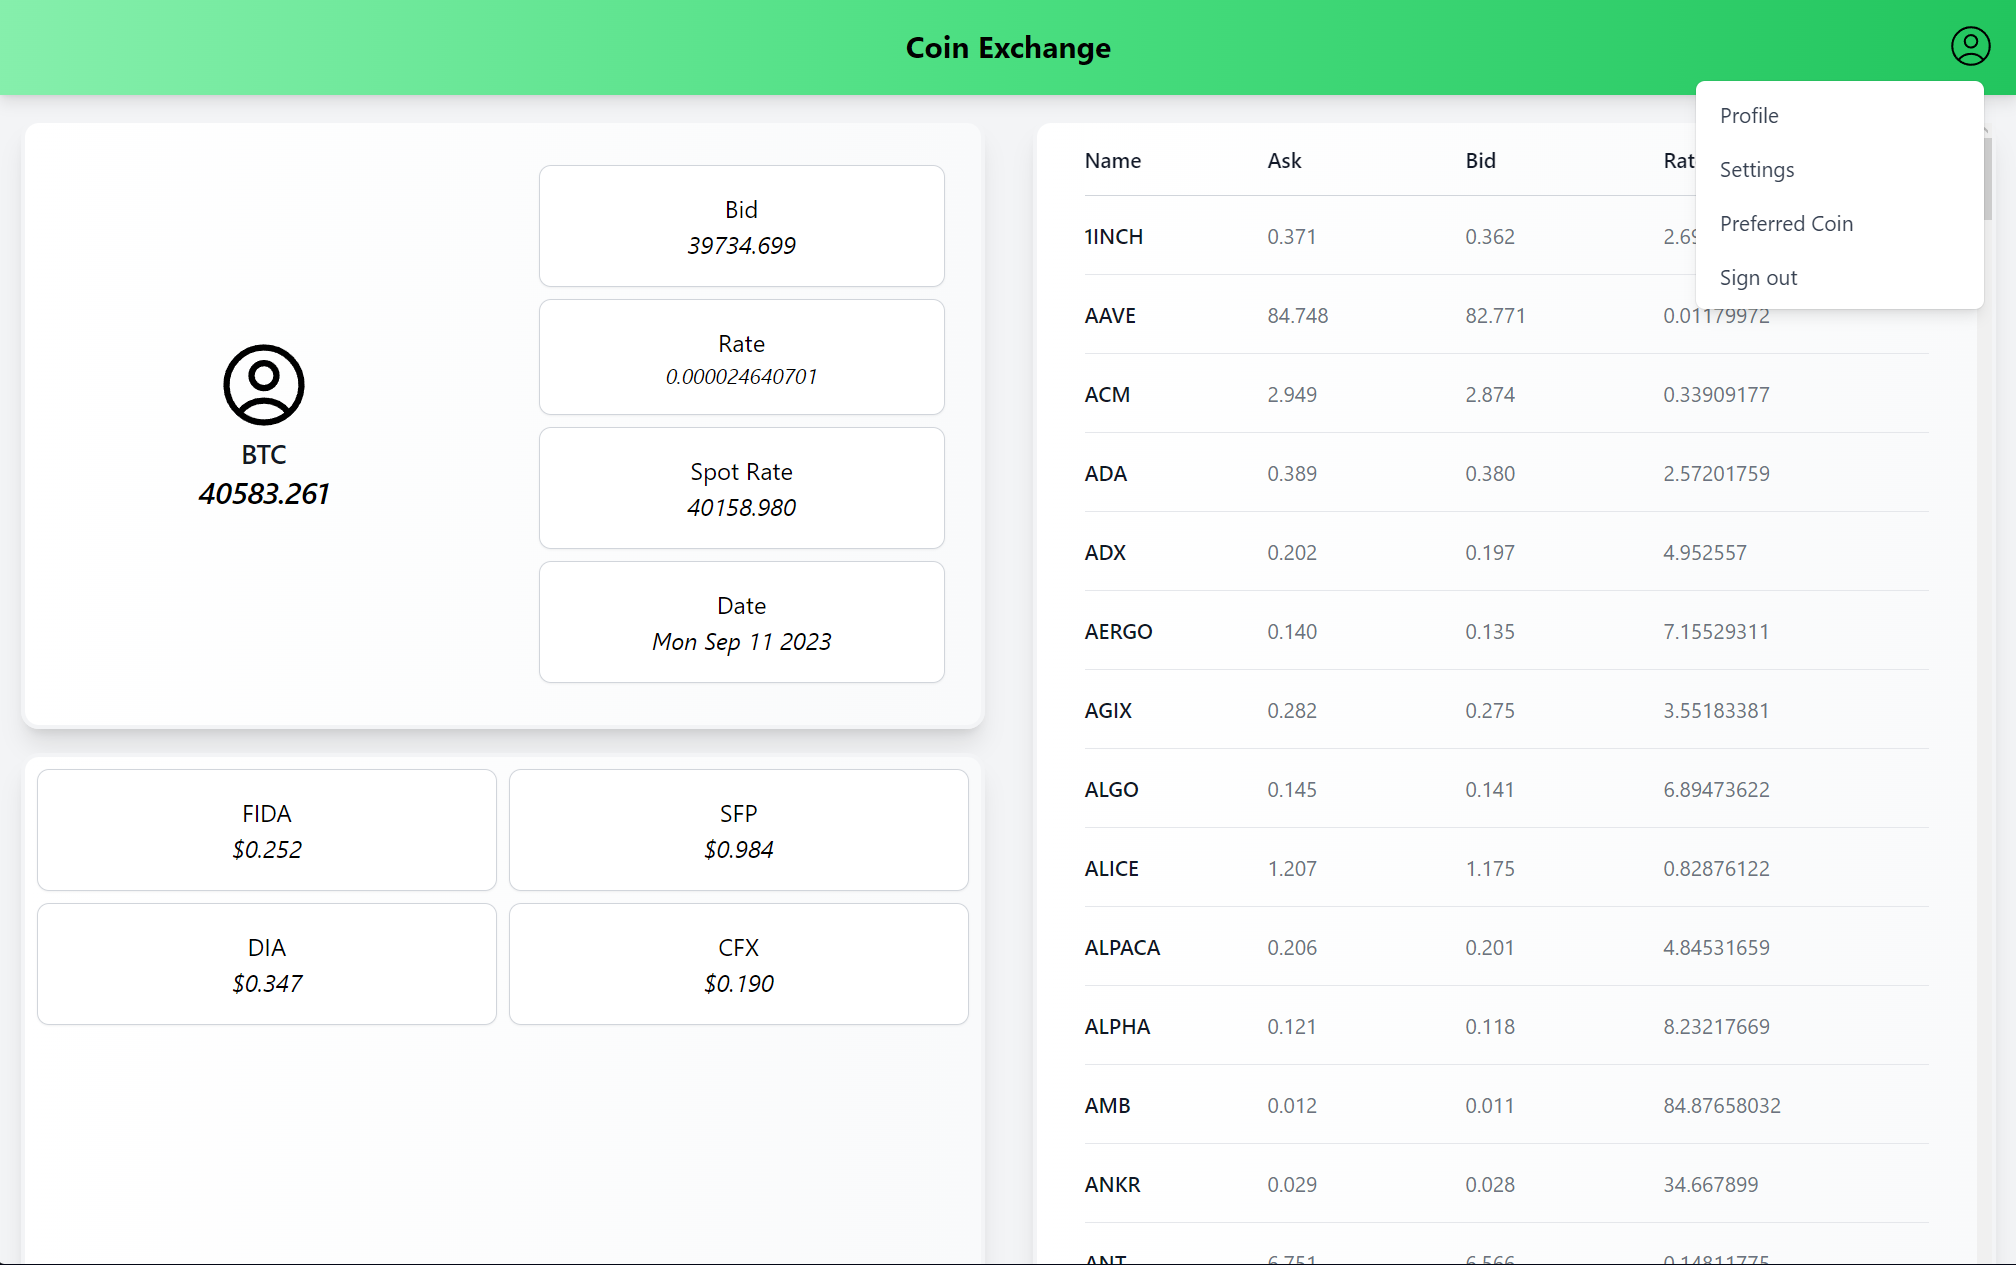 Coin Exchange
Profile
Settings
Preferred Coin
Sign out
BTC
40583.261
Bid
39734.699
Rate
0.000024640701
Spot Rate
40158.980
Date
Mon Sep 11 2023
FIDA
$0.252
SFP
$0.984
DIA
$0.347
CFX
$0.190
Name Ask Bid
1INCH 0.371 0.362
AAVE 84.748 82.771 0.01179972
ACM 2.949 2.874 0.33909177
ADA 0.389 0.380 2.57201759
ADX 0.202 0.197 4.952557
AERGO 0.140 0.135 7.15529311
AGIX 0.282 0.275 3.55183381
ALGO 0.145 0.141 6.89473622
ALICE 1.207 1.175 0.82876122
ALPACA 0.206 0.201 4.84531659
ALPHA 0.121 0.118 8.23217669
AMB 0.012 0.011 84.87658032
ANKR 0.029 0.028 34.667899
ANT 6.751 6.566 0.14811775